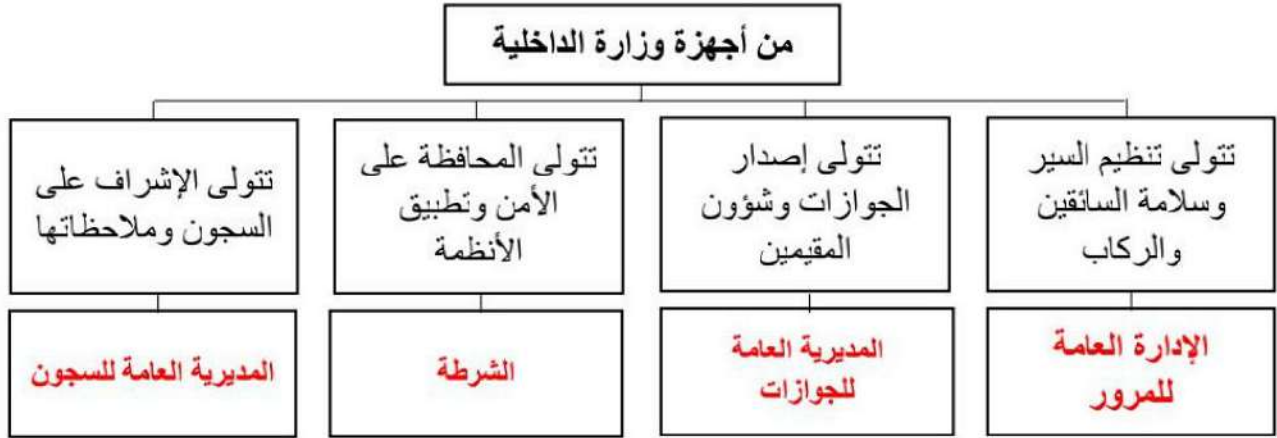 من أجهزة وزارة الداخلية
تتولى تنظيم السير
وسلامة السائقين
والركاب
تتولى إصدار
الجوازات وشؤون
المقيمين
تتولى المحافظة على
الأمن وتطبيق
الأنظمة
تتولى الإشراف على
السجون وملاحظاتها
الإدارة العامة
للمرور
المديرية العامة
للجوازات
الشرطة
المديرية العامة للسجون